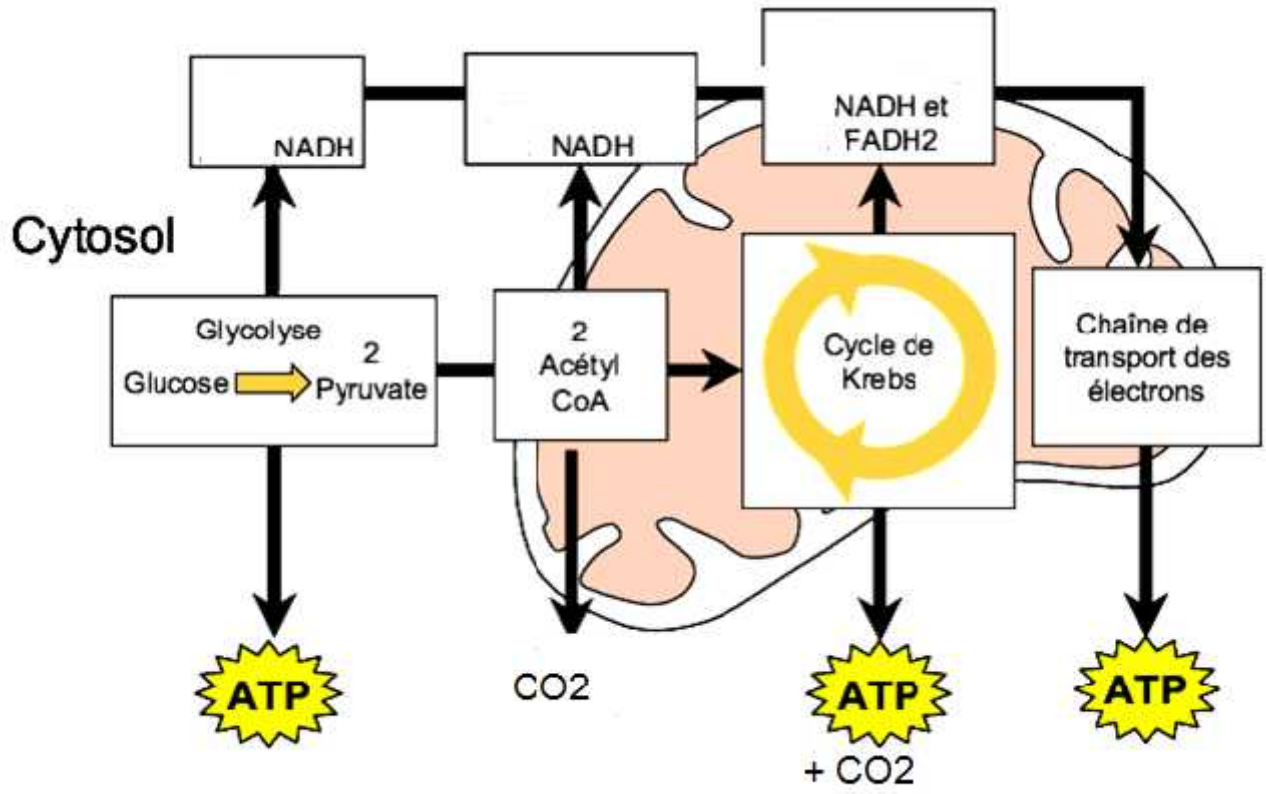 NADH
NADH
NADH et
FADH2
Cytosol
Glycolyse
Glucose
2
Pyruvate
2
Acétyl
CoA
Cycle de
Krebs
Chaîne de
transport des
électrons
ATP
CO2
ATP
+ CO2
ATP